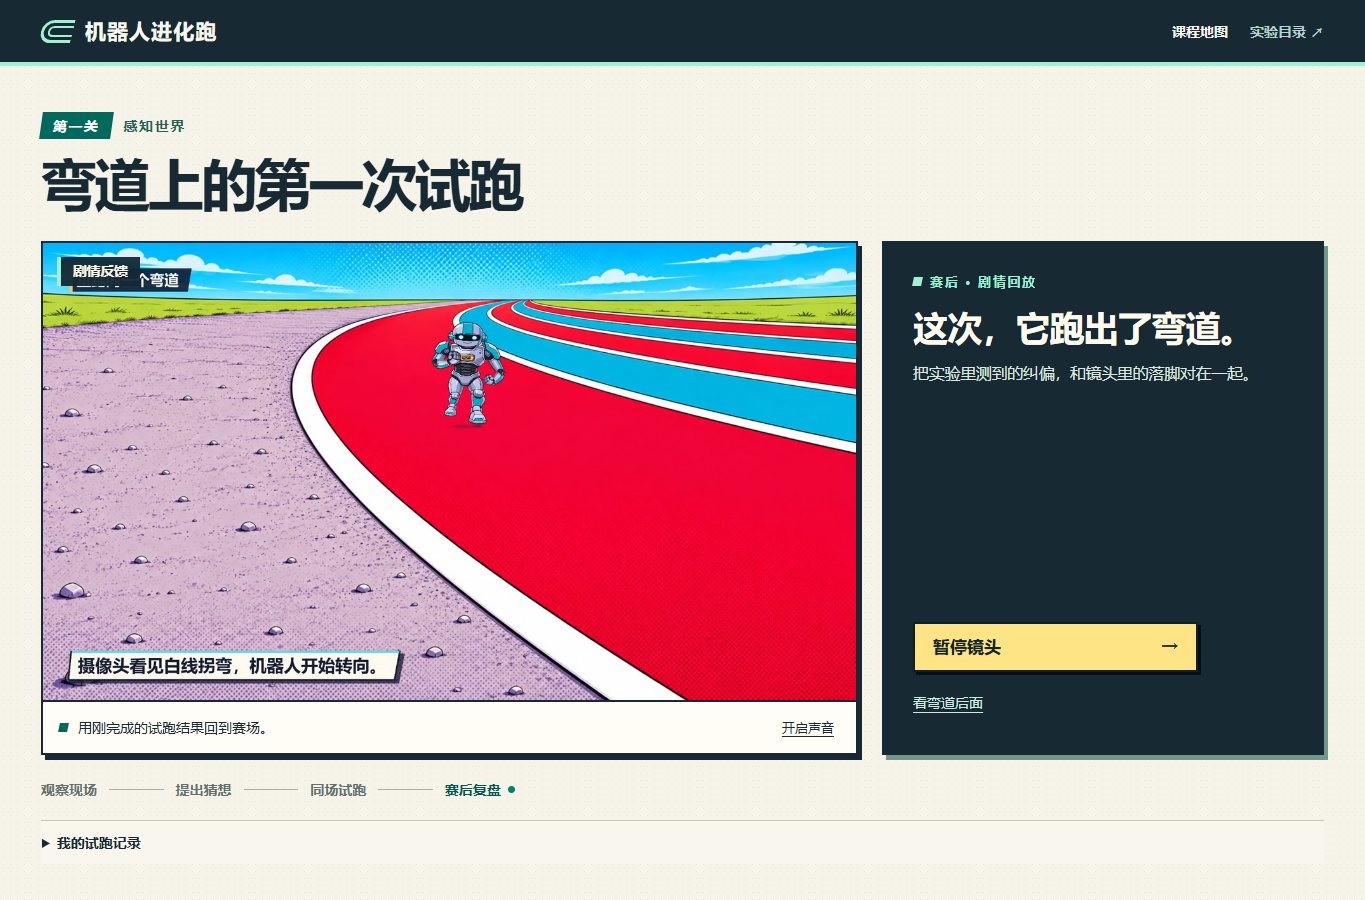 机器人进化跑
课程地图
实验目录 ↗
第一关
感知世界
弯道上的第一次试跑
剧情反馈
个弯道
摄像头看见白线拐弯，机器人开始转向。
用刚完成的试跑结果回到赛场。
开启声音
赛后 • 剧情回放
这次，它跑出了弯道。
把实验里测到的纠偏，和镜头里的落脚对在一起。
暂停镜头 →
看弯道后面
观察现场
提出猜想
同场试跑
赛后复盘
我的试跑记录